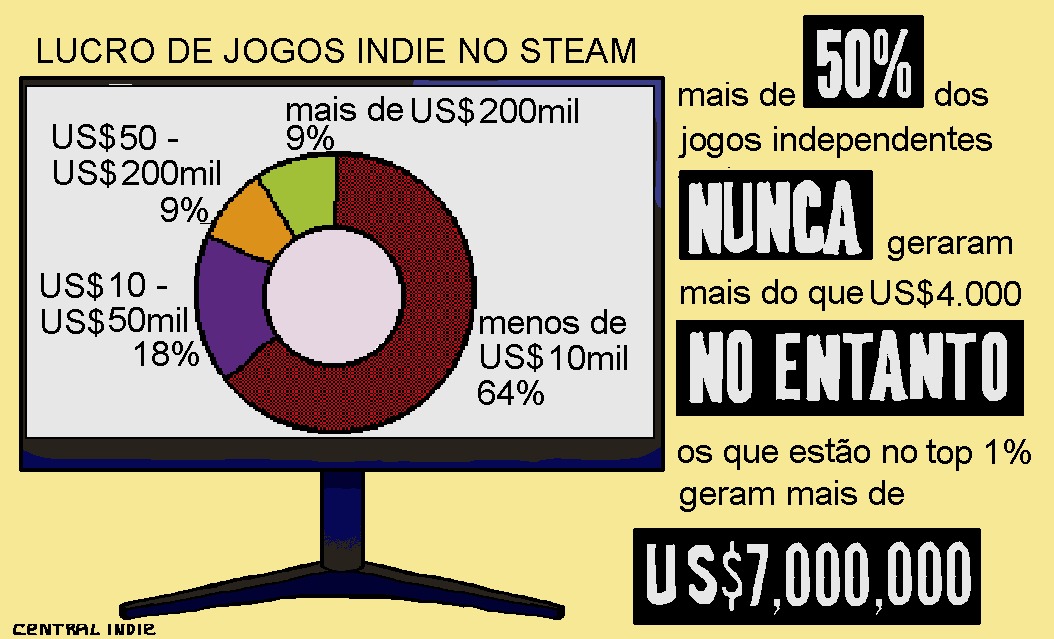 LUCRO DE JOGOS INDIE NO STEAM
mais de US$200mil
9%
US$50 -
US$200mil
9%
US$10 -
US$50mil
18%
menos de
US$10mil
64%
mais de 50% dos
jogos independentes
NUNCA geraram
mais do que US$4.000
NO ENTANTO
os que estão no top 1%
geram mais de
US$7,000,000
CENTRAL INDIE